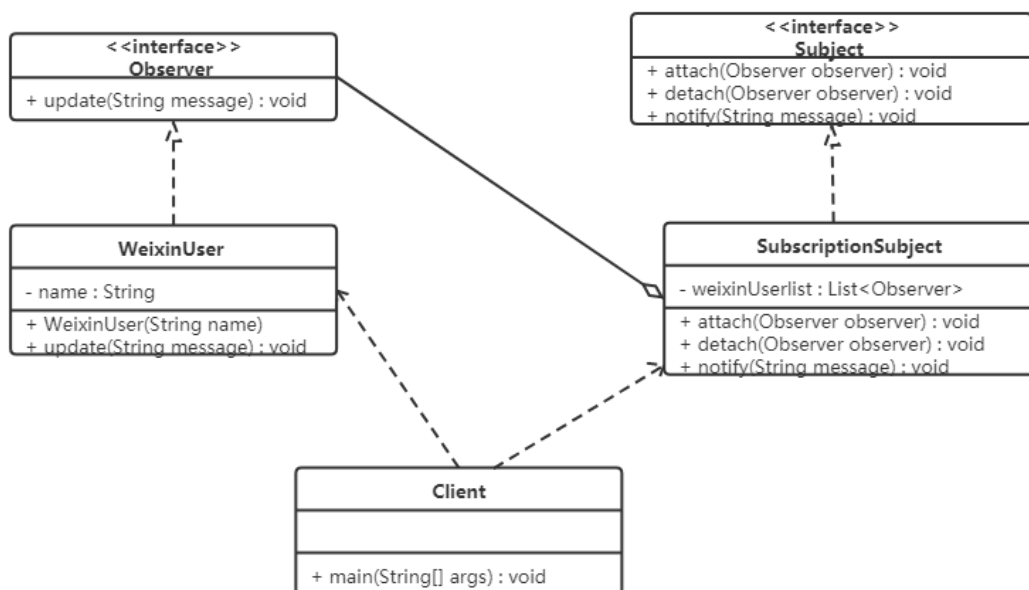 <<interface>>
Observer
+ update(String message) : void
<<interface>>
Subject
+ attach(Observer observer) : void
+ detach(Observer observer) : void
+ notify(String message) : void
WeixinUser
- name : String
+ WeixinUser(String name)
+ update(String message) : void
SubscriptionSubject
- weixinUserlist : List<Observer>
+ attach(Observer observer) : void
+ detach(Observer observer) : void
+ notify(String message) : void
Client
+ main(String[] args) : void